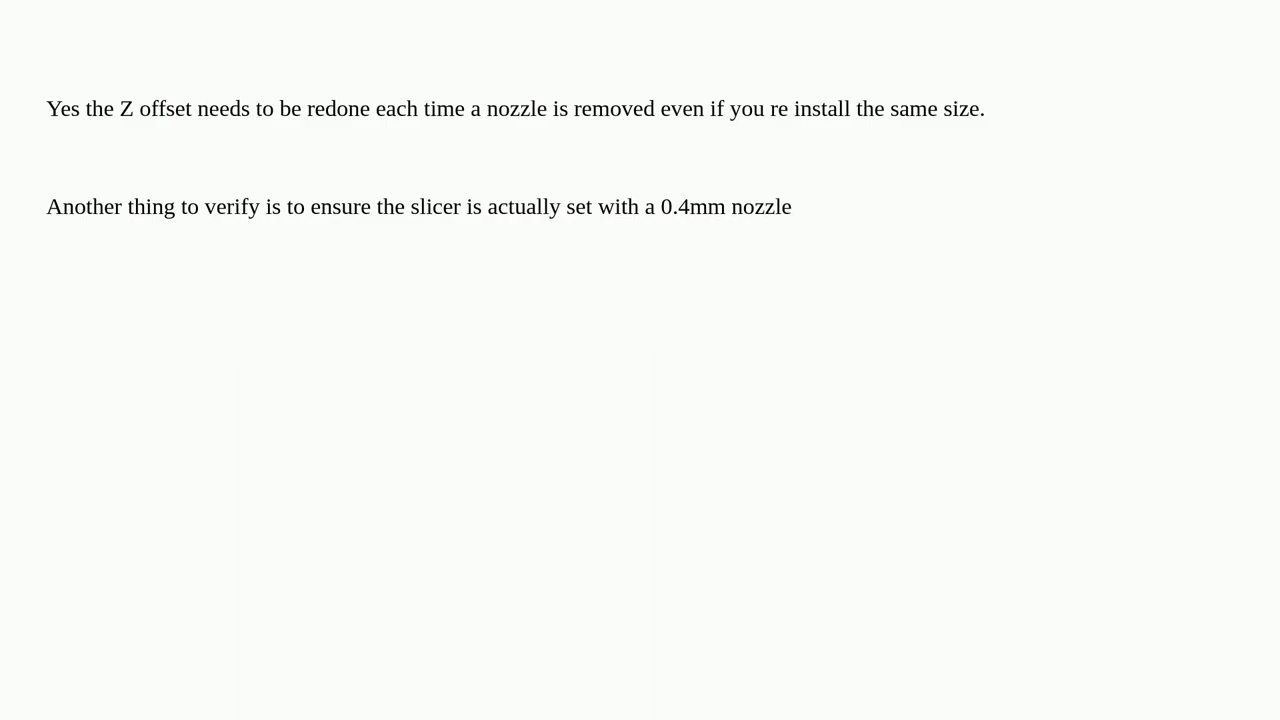 Yes the Z offset needs to be redone each time a nozzle is removed even if you re install the same size.
Another thing to verify is to ensure the slicer is actually set with a 0.4mm nozzle